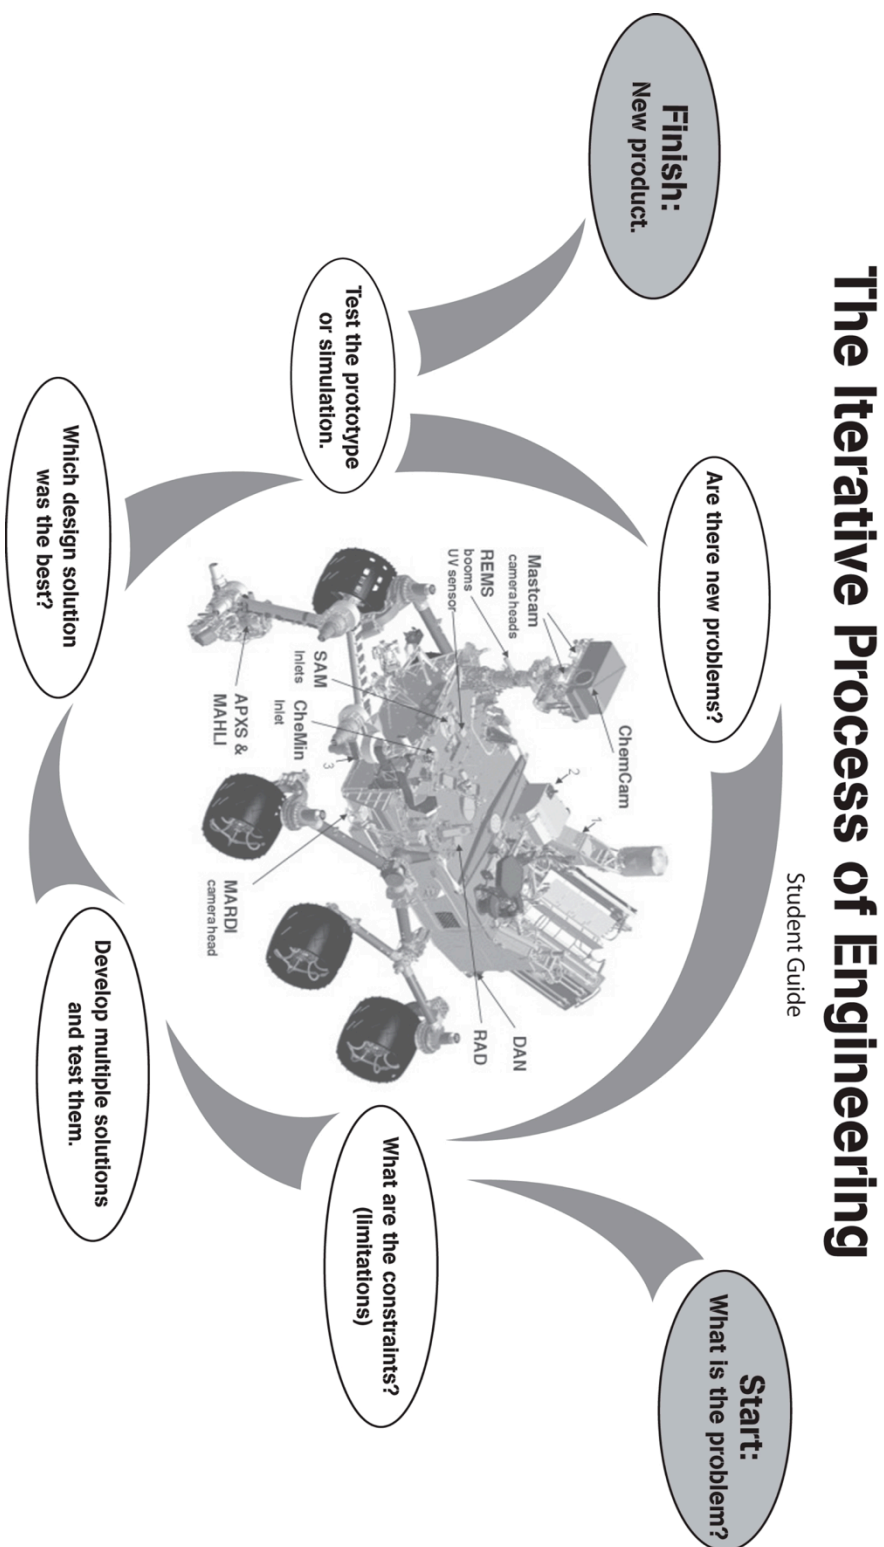 The Iterative Process of Engineering
Student Guide
Start:
What is the problem?
What are the constraints?
(limitations)
Develop multiple solutions
and test them.
Which design solution
was the best?
Test the prototype
or simulation.
Are there new problems?
Finish:
New product.
ChemCam
Mastcam
camera heads
REMS
booms
UV sensor
SAM
Inlets
CheMin
Inlet
APXS &
MAHLI
MARDI
camera head
RAD
DAN
1
2
3